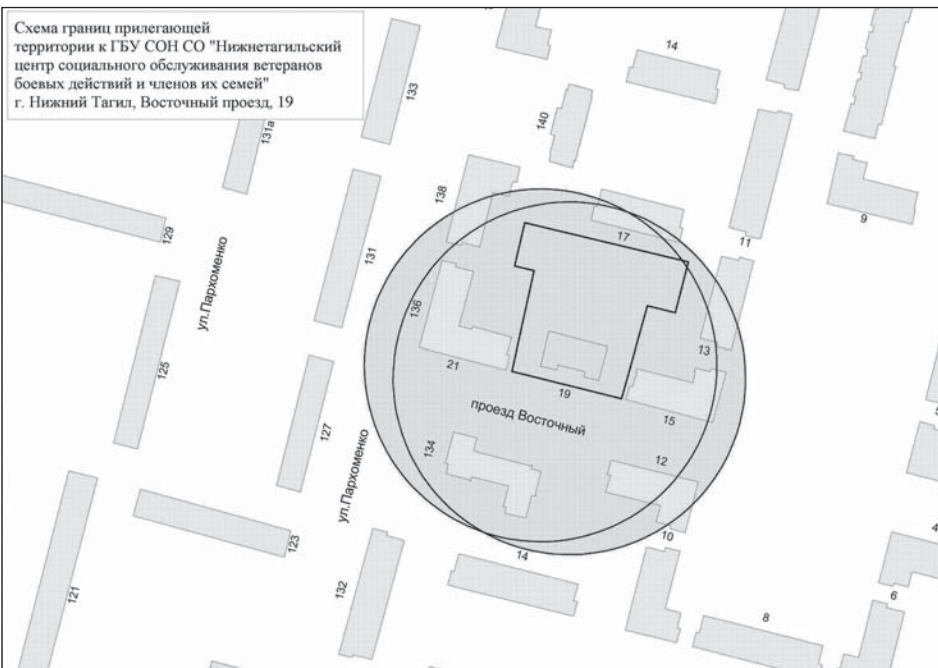 Схема границ прилегающей
территории к ГБУ СОН СО "Нижнетагильский
центр социального обслуживания ветеранов
боевых действий и членов их семей"
г. Нижний Тагил, Восточный проезд, 19
14
133
131а
140
138
9
129
17
11
131
ул.Пархоменко
136
13
21
125
19
15
проезд Восточный
127
134
12
ул.Пархоменко
10
123
14
132
121
8
6
4